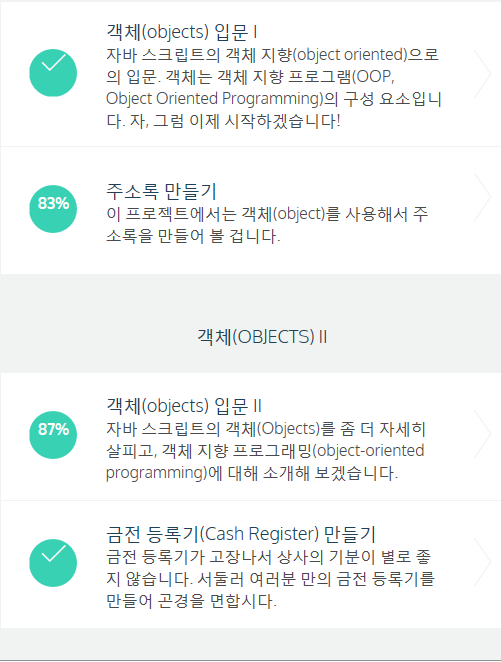 객체(objects) 입문 I
자바 스크립트의 객체 지향(object oriented)으로
의 입문. 객체는 객체 지향 프로그램(OOP,
Object Oriented Programming)의 구성 요소입니
다. 자, 그럼 이제 시작하겠습니다!
83%
주소록 만들기
이 프로젝트에서는 객체(object)를 사용해서 주
소록을 만들어 볼 겁니다.
객체(OBJECTS) II
87%
객체(objects) 입문 II
자바 스크립트의 객체(Objects)를 좀 더 자세히
살피고, 객체 지향 프로그래밍(object-oriented
programming)에 대해 소개해 보겠습니다.
금전 등록기(Cash Register) 만들기
금전 등록기가 고장나서 상사의 기분이 별로 좋
지 않습니다. 서둘러 여러분 만의 금전 등록기를
만들어 곤경을 면합시다.